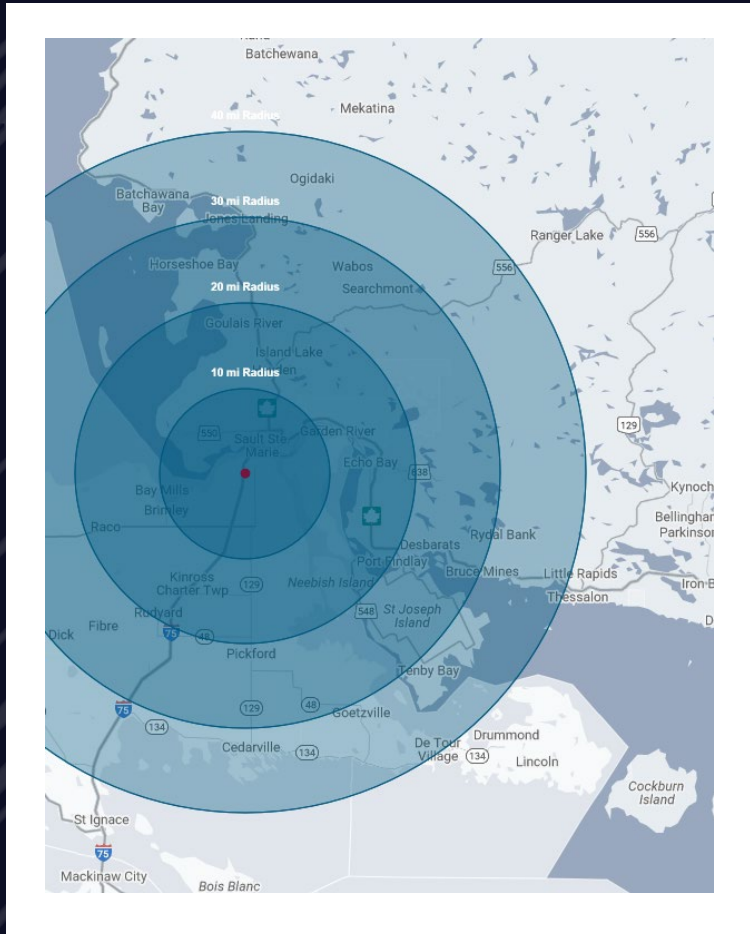 Batchewana
Mekatina
40 mi Radius
Ogidaki
Batchawana
Bay
30 mi Radius
Jones Landing
Ranger Lake
556
Horseshoe Bay
Wabos
556
Searchmont
20 mi Radius
Goulais River
Island Lake
10 mi Radius
129
550
Sault Ste.
Marie
Garden River
Echo Bay
638
Kynoch
Bay Mills
Brimley
Raco
Bellingham
Parkinson
Rydal Bank
Desbarats
Port Findlay
Bruce Mines
Little Rapids
Thessalon
Iron B
Kinross
Charter Twp
129
Neebish Island
548
St Joseph
Island
Rudyard
Fibre
Dick
75
48
Pickford
Tenby Bay
75
129
48
Goetzville
134
Cedarville
134
De Tour
Village
134
Drummond
Lincoln
Cockburn
Island
St Ignace
75
Mackinaw City
Bois Blanc